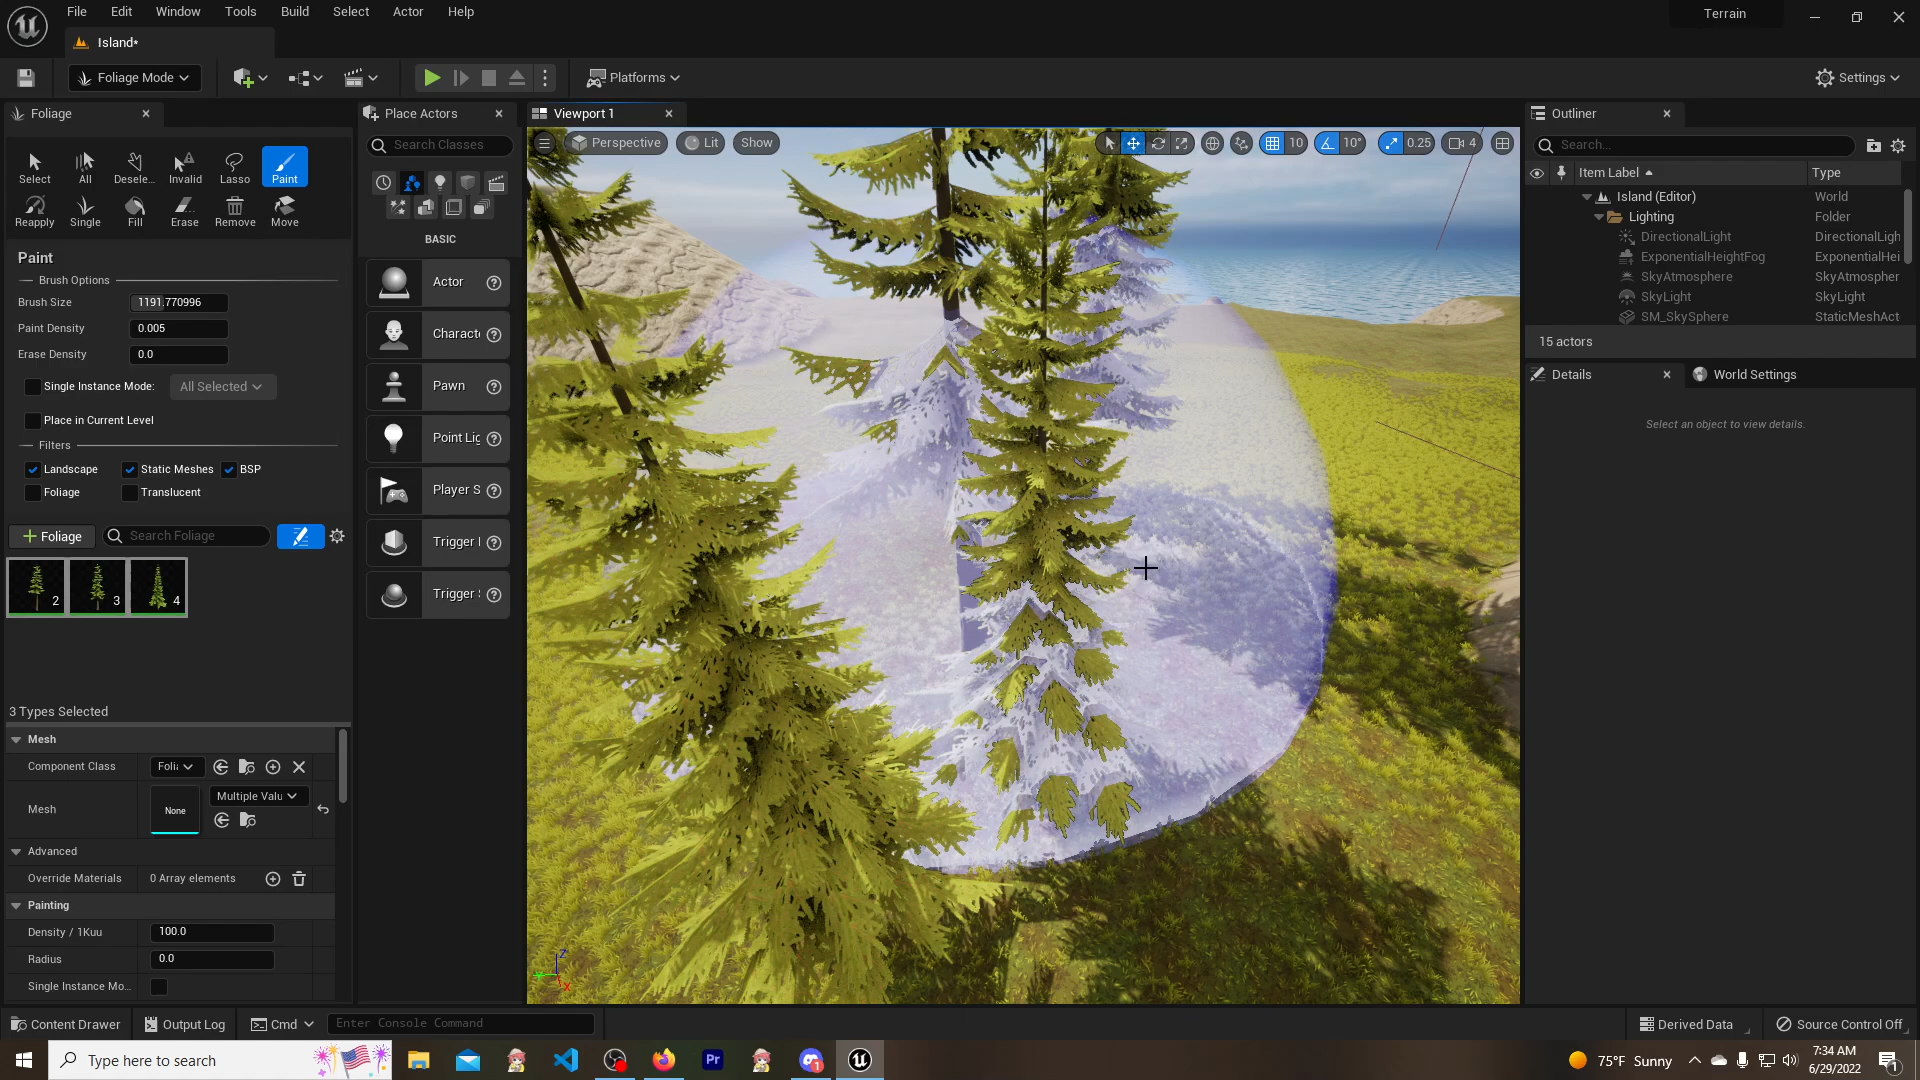 File Edit Window Tools Build Select Actor Help
Terrain
Island*
Foliage Mode
Platforms
Settings
Foliage
Place Actors
Viewport 1
Outliner
Select All Desele... Invalid Lasso Paint
Reapply Single Fill Erase Remove Move
Search Classes
BASIC
Actor
Characte
Pawn
Point Lig
Player S
Trigger I
Trigger S
Paint
Brush Options
Brush Size 1191.770996
Paint Density 0.005
Erase Density 0.0
Single Instance Mode: All Selected
Place in Current Level
Filters
Landscape Static Meshes BSP
Foliage Translucent
Foliage Search Foliage
2 3 4
3 Types Selected
Mesh
Component Class Folia
Mesh None Multiple Valu
Advanced
Override Materials 0 Array elements
Painting
Density / 1Kuu 100.0
Radius 0.0
Single Instance Mo...
Perspective Lit Show
10 10° 0.25 4
Z
Y
X
Search...
Item Label Type
Island (Editor) World
Lighting Folder
DirectionalLight DirectionalLigh
ExponentialHeightFog ExponentialHei
SkyAtmosphere SkyAtmospher
SkyLight SkyLight
SM_SkySphere StaticMeshAct
15 actors
Details World Settings
Select an object to view details.
Content Drawer Output Log Cmd Enter Console Command
Derived Data Source Control Off
Type here to search
Pr
1
75°F Sunny
7:34 AM
6/29/2022
1